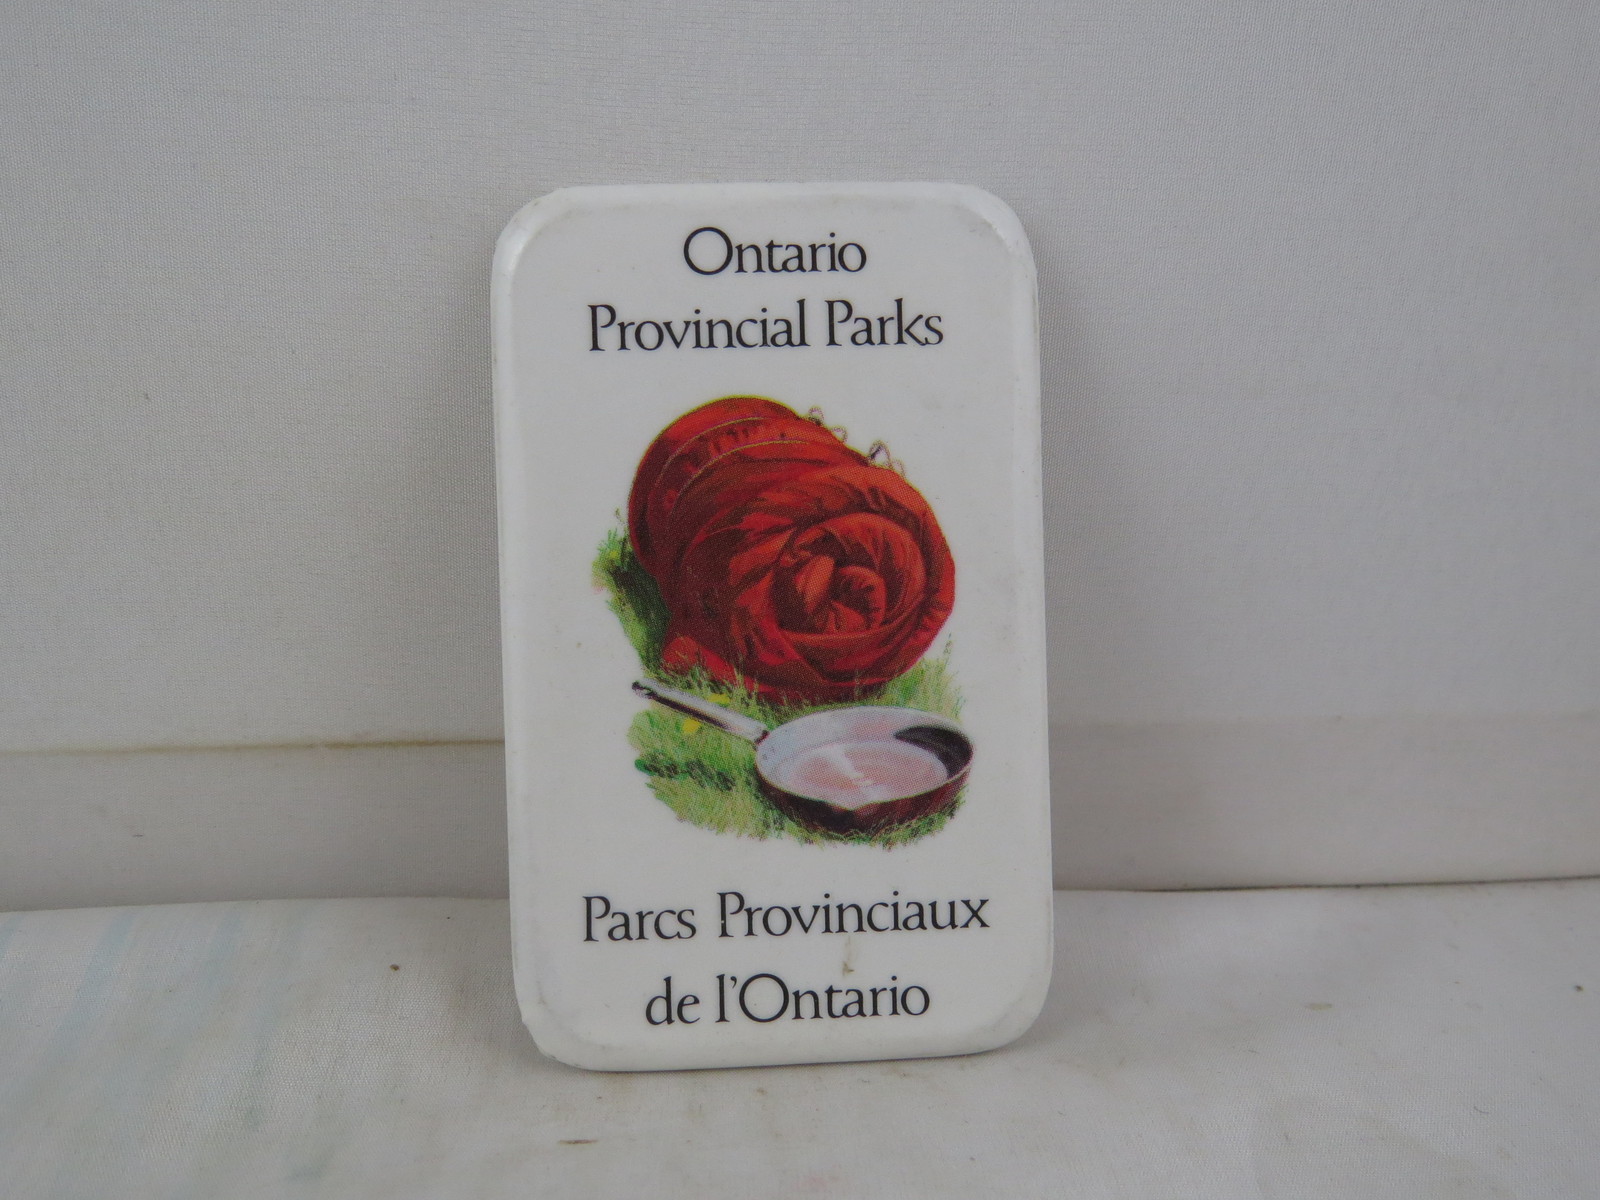 Ontario
Provincial Parks
Parcs Provinciaux
de l'Ontario